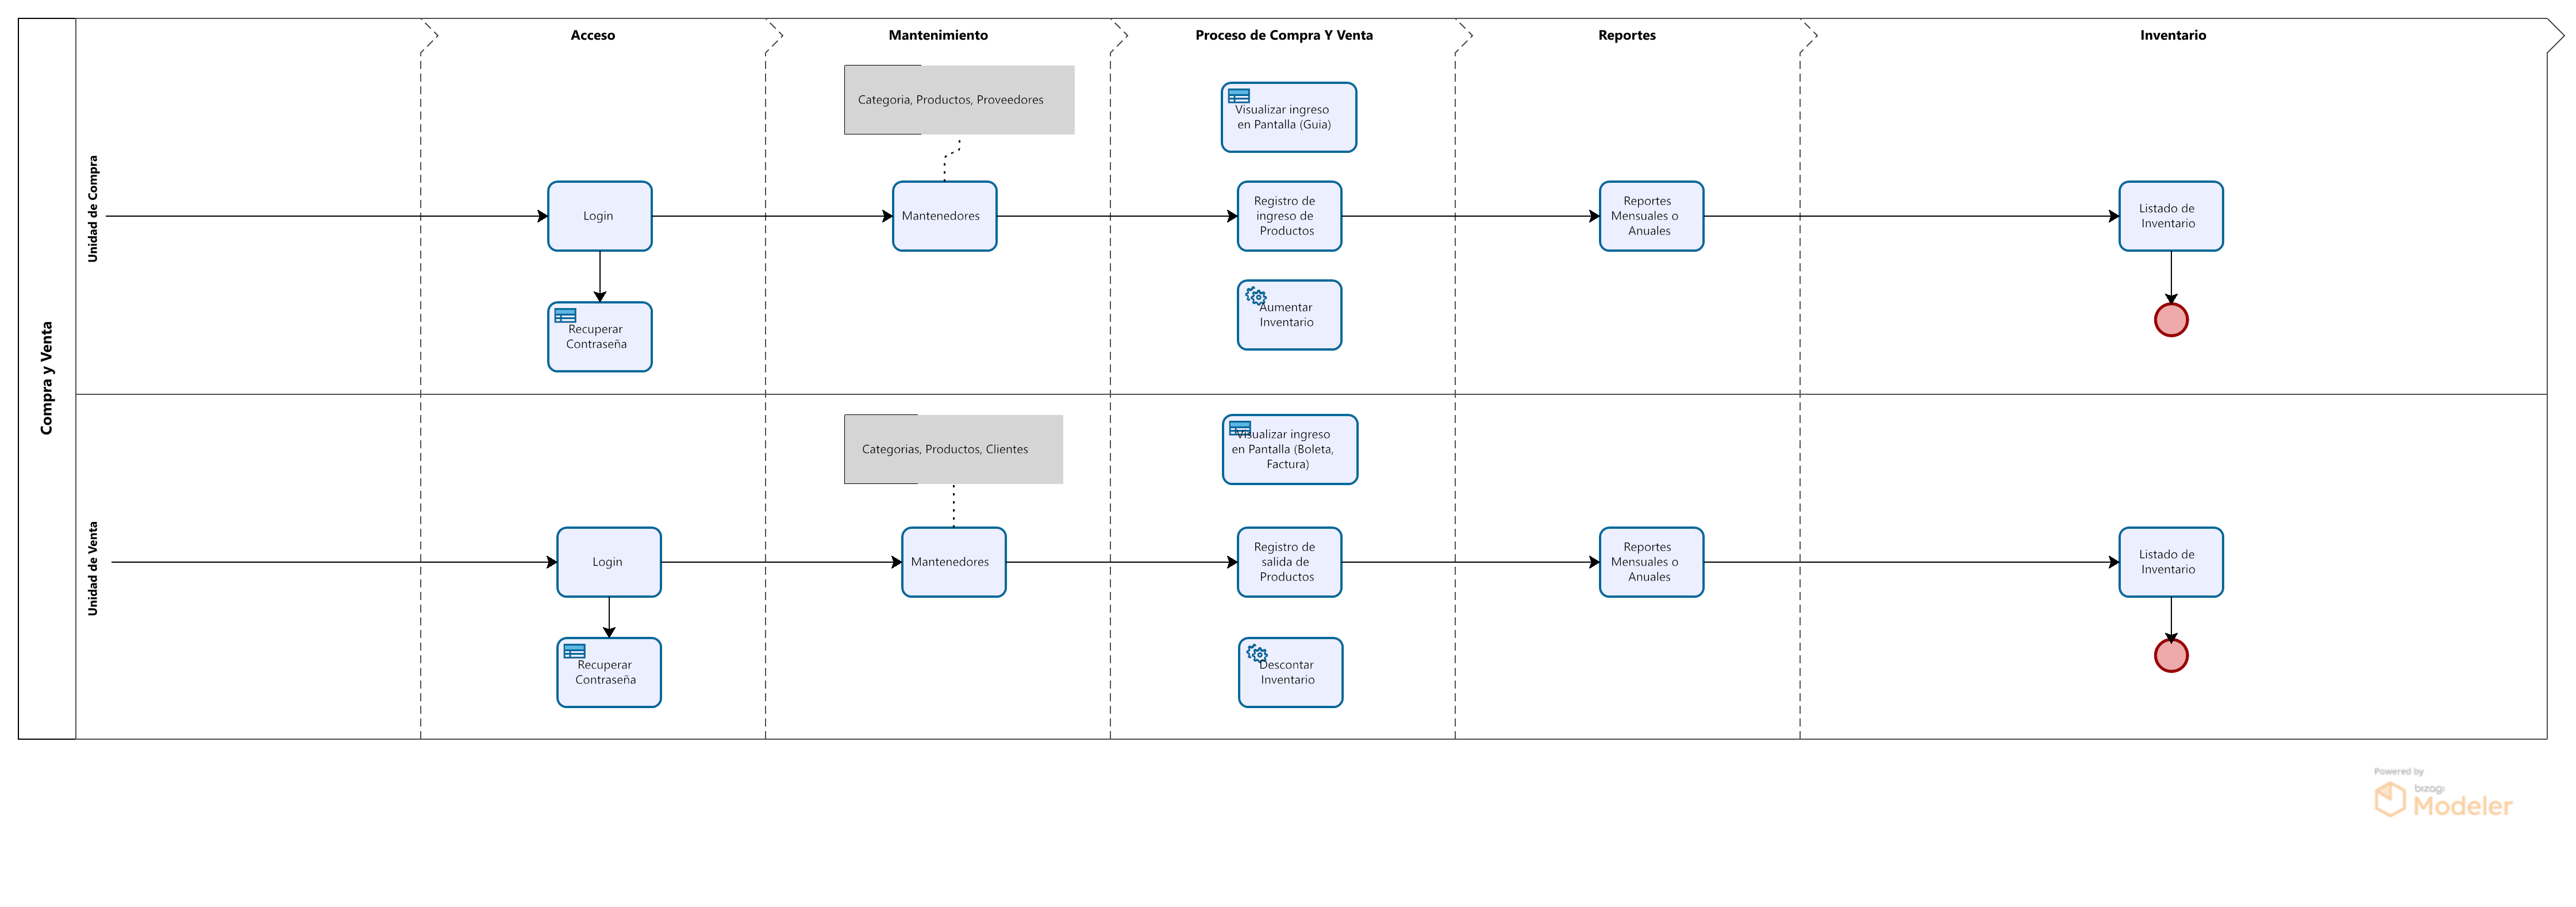 Acceso
Mantenimiento
Proceso de Compra Y Venta
Reportes
Inventario
Compra y Venta
Unidad de Compra
Categoria, Productos, Proveedores
Visualizar ingreso
en Pantalla (Guia)
Login
Mantenedores
Registro de
ingreso de
Productos
Reportes
Mensuales o
Anuales
Listado de
Inventario
Recuperar
Contraseña
Aumentar
Inventario
Unidad de Venta
Categorias, Productos, Clientes
Visualizar ingreso
en Pantalla (Boleta,
Factura)
Login
Mantenedores
Registro de
salida de
Productos
Reportes
Mensuales o
Anuales
Listado de
Inventario
Recuperar
Contraseña
Descontar
Inventario
Powered by
bizagi
Modeler